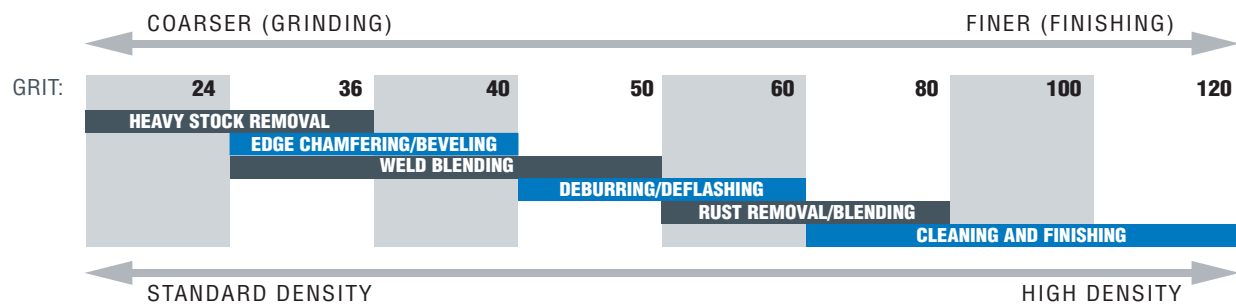 COARSER (GRINDING) FINER (FINISHING)
GRIT: 24 36 40 50 60 80 100 120
HEAVY STOCK REMOVAL
EDGE CHAMFERING/BEVELING
WELD BLENDING
DEBURRING/DEFLASHING
RUST REMOVAL/BLENDING
CLEANING AND FINISHING
STANDARD DENSITY HIGH DENSITY